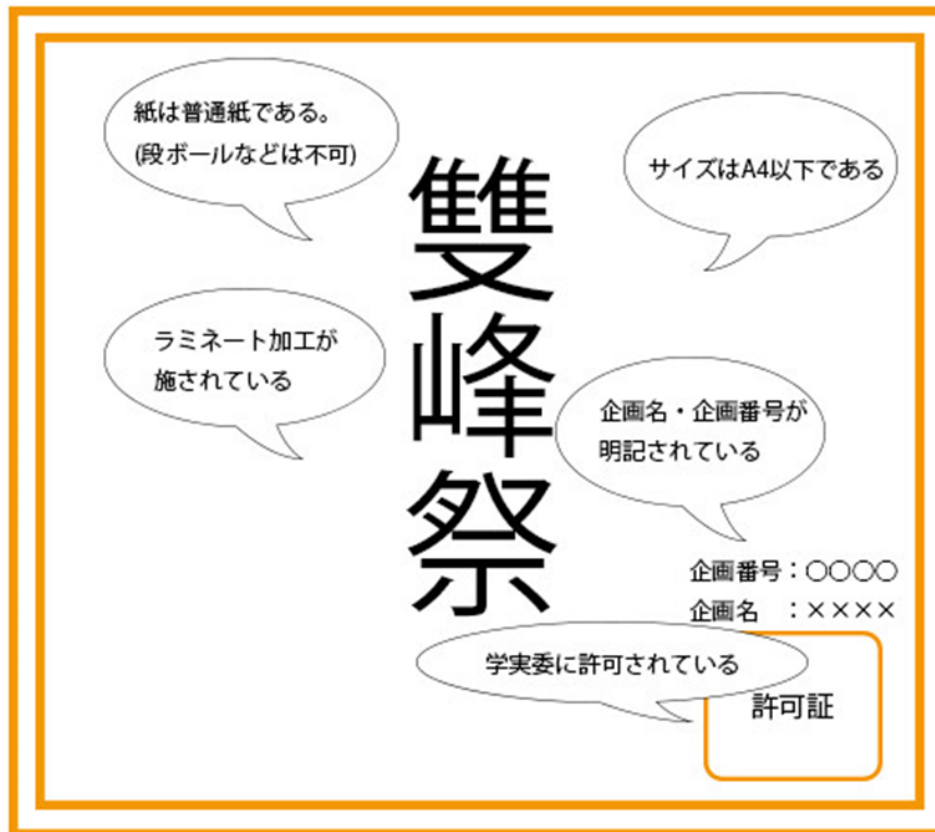 紙は普通紙である。
(段ボールなどは不可)
サイズはA4以下である
雙峰祭
ラミネート加工が
施されている
企画名・企画番号が
明記されている
企画番号：○○○○
企画名　：××××
学実委に許可されている
許可証